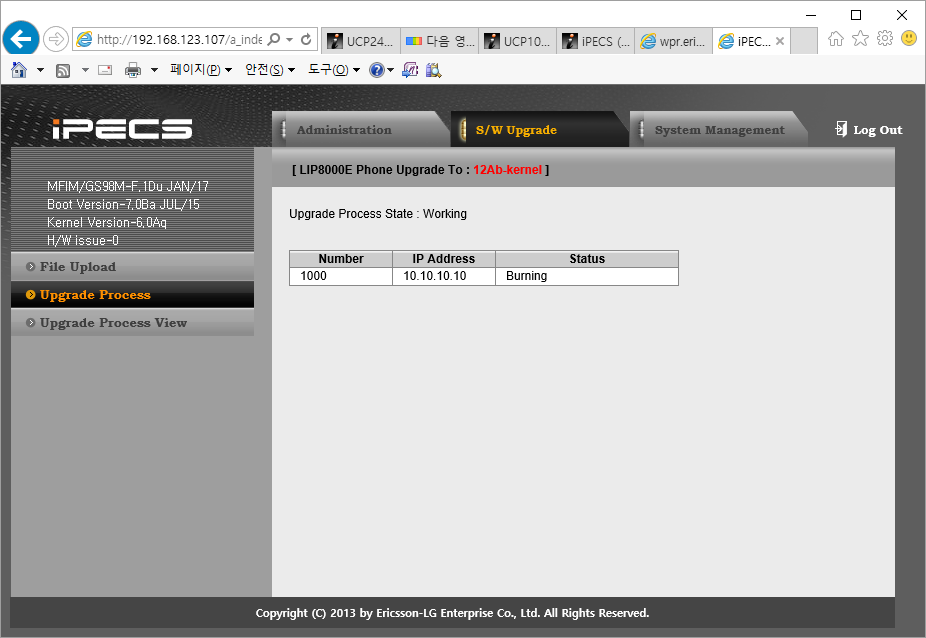 http://192.168.123.107/a_inde
UCP24...
다음 영...
UCP10...
iPECS (...
wpr.eri...
iPEC...
페이지(P)
안전(S)
도구(O)
iPECS
Administration
S/W Upgrade
System Management
Log Out
MFIM/GS98M-F.1Du JAN/17
Boot Version-7.0Ba JUL/15
Kernel Version-6.0Aq
H/W Issue-0
File Upload
Upgrade Process
Upgrade Process View
[ LIP8000E Phone Upgrade To : 12Ab-kernel ]
Upgrade Process State : Working
Number IP Address Status
1000 10.10.10.10 Burning
Copyright (C) 2013 by Ericsson-LG Enterprise Co., Ltd. All Rights Reserved.